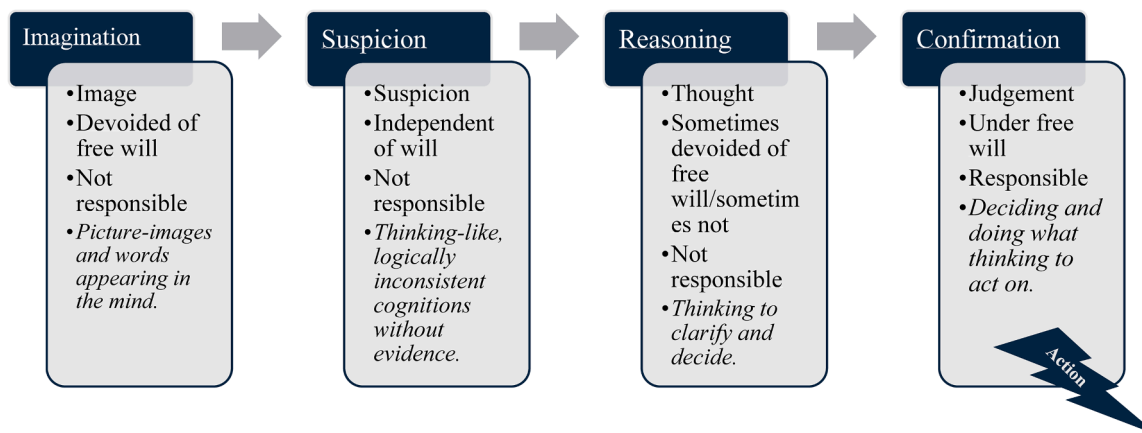 Imagination
•Image
•Devoided of
free will
•Not
responsible
•Picture-images
and words
appearing in
the mind.
Suspicion
•Suspicion
•Independent
of will
•Not
responsible
•Thinking-like,
logically
inconsistent
cognitions
without
evidence.
Reasoning
•Thought
•Sometimes
devoided of
free
will/sometim
es not
•Not
responsible
•Thinking to
clarify and
decide.
Confirmation
•Judgement
•Under free
will
•Responsible
•Deciding and
doing what
thinking to
act on.
Action